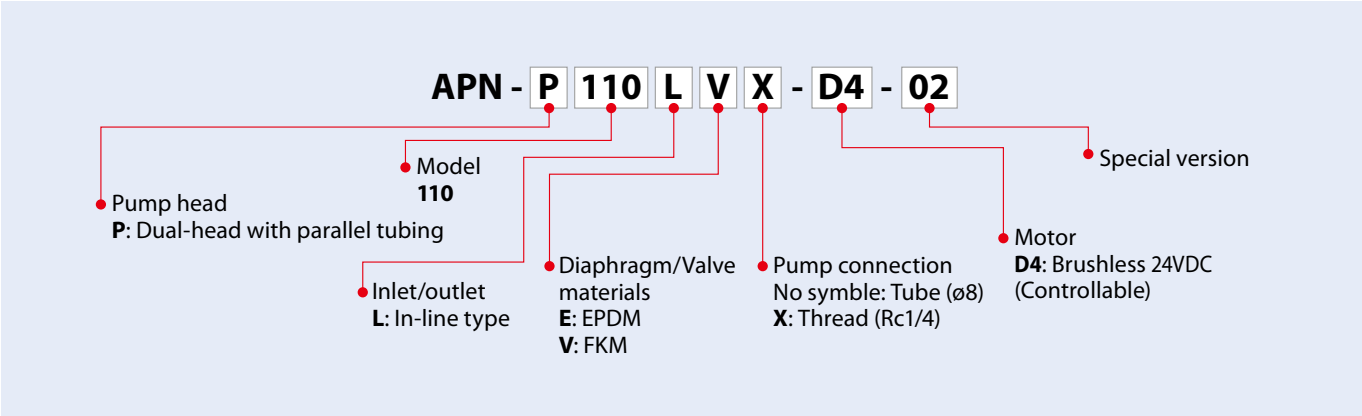 APN - P 110 L V X - D4 - 02
Pump head
P: Dual-head with parallel tubing
Model
110
Inlet/outlet
L: In-line type
Diaphragm/Valve
materials
E: EPDM
V: FKM
Pump connection
No symble: Tube (ø8)
X: Thread (Rc1/4)
Motor
D4: Brushless 24VDC
(Controllable)
Special version